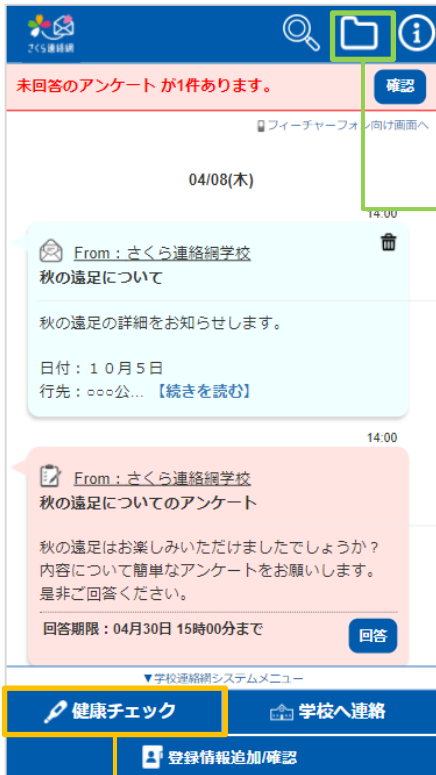 さくら連絡網
未回答のアンケート が1件あります。
確認
フィーチャーフォン向け画面へ
04/08(木)
14:00
From：さくら連絡網学校
秋の遠足について
秋の遠足の詳細をお知らせします。
日付：１０月５日
行先：○○○公... 【続きを読む】
14:00
From：さくら連絡網学校
秋の遠足についてのアンケート
秋の遠足はお楽しみいただけましたでしょうか？
内容について簡単なアンケートをお願いします。
是非ご回答ください。
回答期限：04月30日 15時00分まで
回答
▼学校連絡網システムメニュー
健康チェック
学校へ連絡
登録情報追加/確認